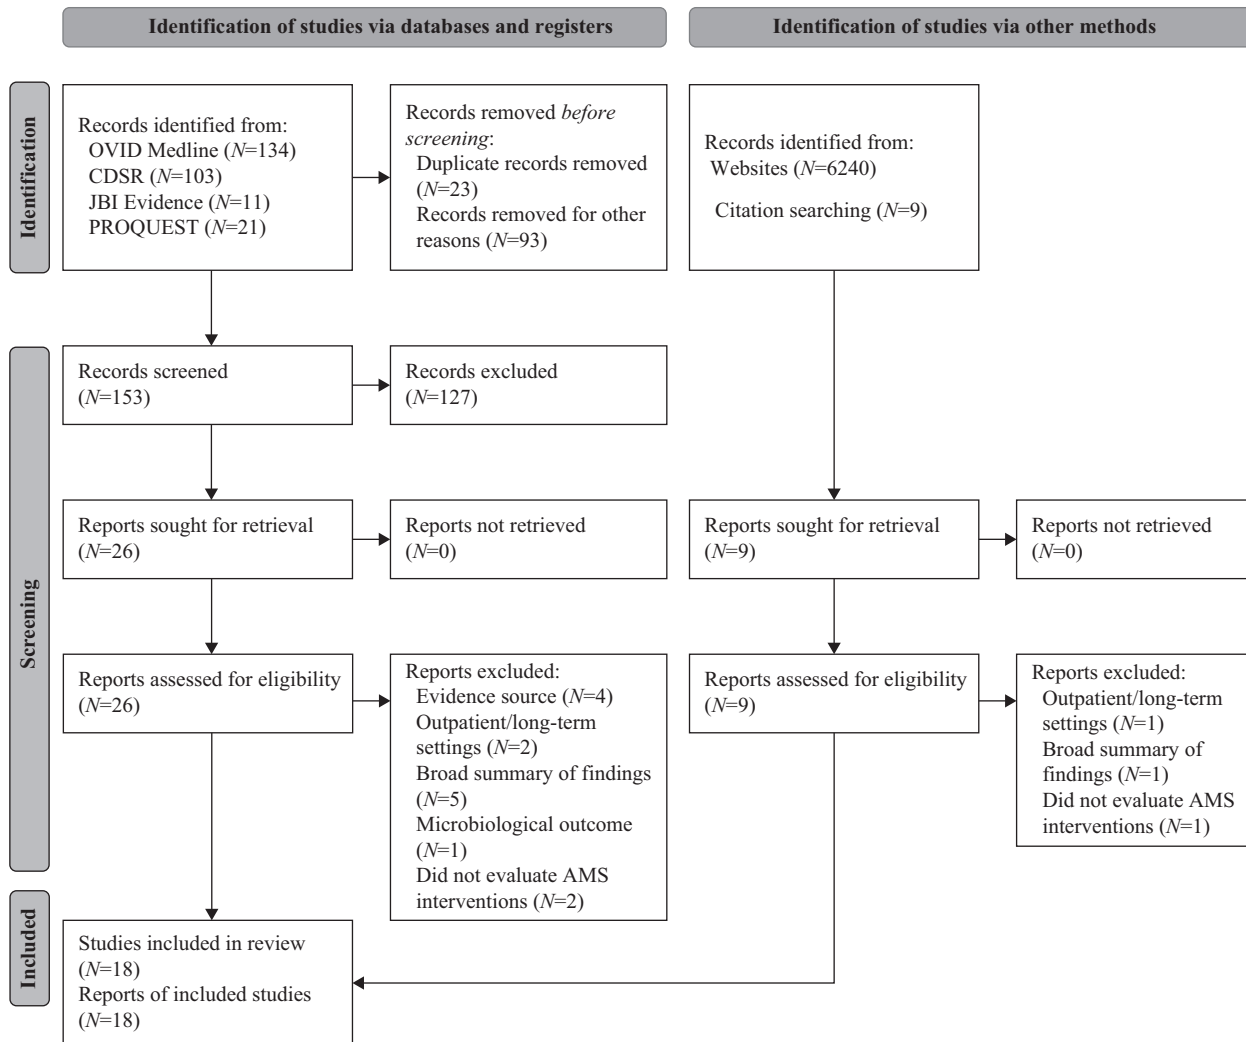 Identification of studies via databases and registers
Identification of studies via other methods
Identification
Records identified from:
OVID Medline (N=134)
CDSR (N=103)
JBI Evidence (N=11)
PROQUEST (N=21)
Records removed before
screening:
Duplicate records removed
(N=23)
Records removed for other
reasons (N=93)
Records identified from:
Websites (N=6240)
Citation searching (N=9)
Screening
Records screened
(N=153)
Records excluded
(N=127)
Reports sought for retrieval
(N=26)
Reports not retrieved
(N=0)
Reports sought for retrieval
(N=9)
Reports not retrieved
(N=0)
Reports assessed for eligibility
(N=26)
Reports excluded:
Evidence source (N=4)
Outpatient/long-term
settings (N=2)
Broad summary of findings
(N=5)
Microbiological outcome
(N=1)
Did not evaluate AMS
interventions (N=2)
Reports assessed for eligibility
(N=9)
Reports excluded:
Outpatient/long-term
settings (N=1)
Broad summary of
findings (N=1)
Did not evaluate AMS
interventions (N=1)
Included
Studies included in review
(N=18)
Reports of included studies
(N=18)